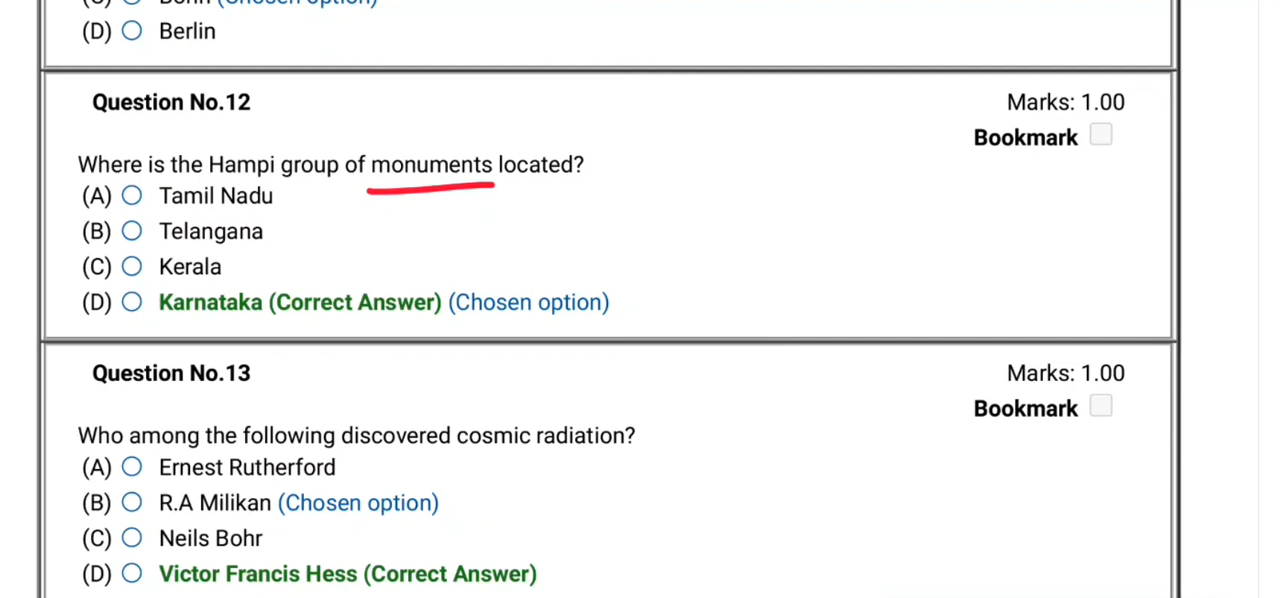 (D) Berlin
Question No.12 Marks: 1.00
Bookmark
Where is the Hampi group of monuments located?
(A) Tamil Nadu
(B) Telangana
(C) Kerala
(D) Karnataka (Correct Answer) (Chosen option)
Question No.13 Marks: 1.00
Bookmark
Who among the following discovered cosmic radiation?
(A) Ernest Rutherford
(B) R.A Milikan (Chosen option)
(C) Neils Bohr
(D) Victor Francis Hess (Correct Answer)